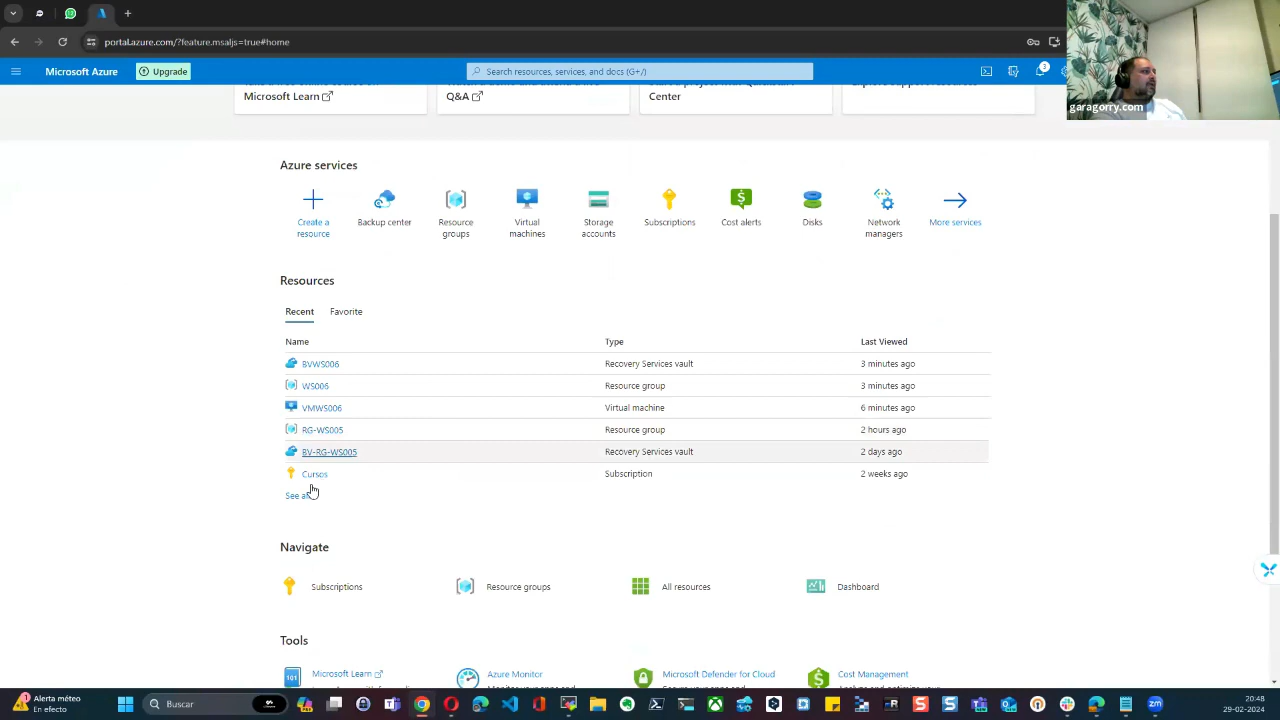 portal.azure.com/?feature.msaljs=true#home
Microsoft Azure
Upgrade
Search resources, services, and docs (G+/)
garagorry.com
Microsoft Learn
Q&A
Center
Azure services
Create a resource
Backup center
Resource groups
Virtual machines
Storage accounts
Subscriptions
Cost alerts
Disks
Network managers
More services
Resources
Recent
Favorite
Name
Type
Last Viewed
BVWS006
Recovery Services vault
3 minutes ago
WS006
Resource group
3 minutes ago
VMWS006
Virtual machine
6 minutes ago
RG-WS005
Resource group
2 hours ago
BV-RG-WS005
Recovery Services vault
2 days ago
Cursos
Subscription
2 weeks ago
See
Navigate
Subscriptions
Resource groups
All resources
Dashboard
Tools
Microsoft Learn
Azure Monitor
Microsoft Defender for Cloud
Cost Management
Alerta méteo
En efecto
Buscar
20:48
29-02-2024